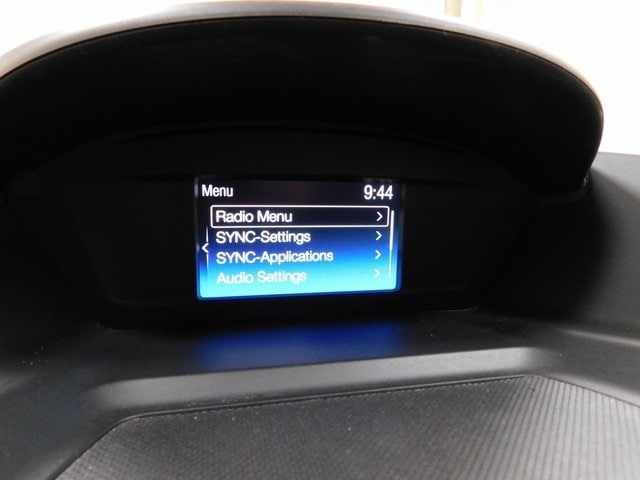 Menu 9:44
Radio Menu
SYNC-Settings
SYNC-Applications
Audio Settings